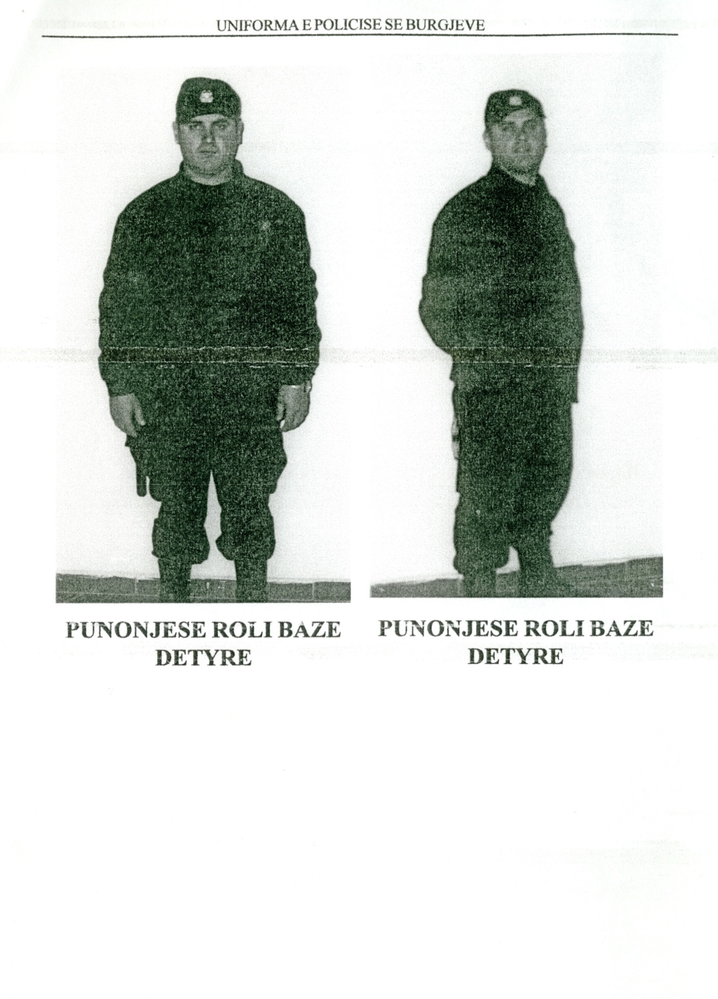 UNIFORMA E POLICISE SE BURGJEVE
PUNONJESE ROLI BAZE
DETYRE
PUNONJESE ROLI BAZE
DETYRE